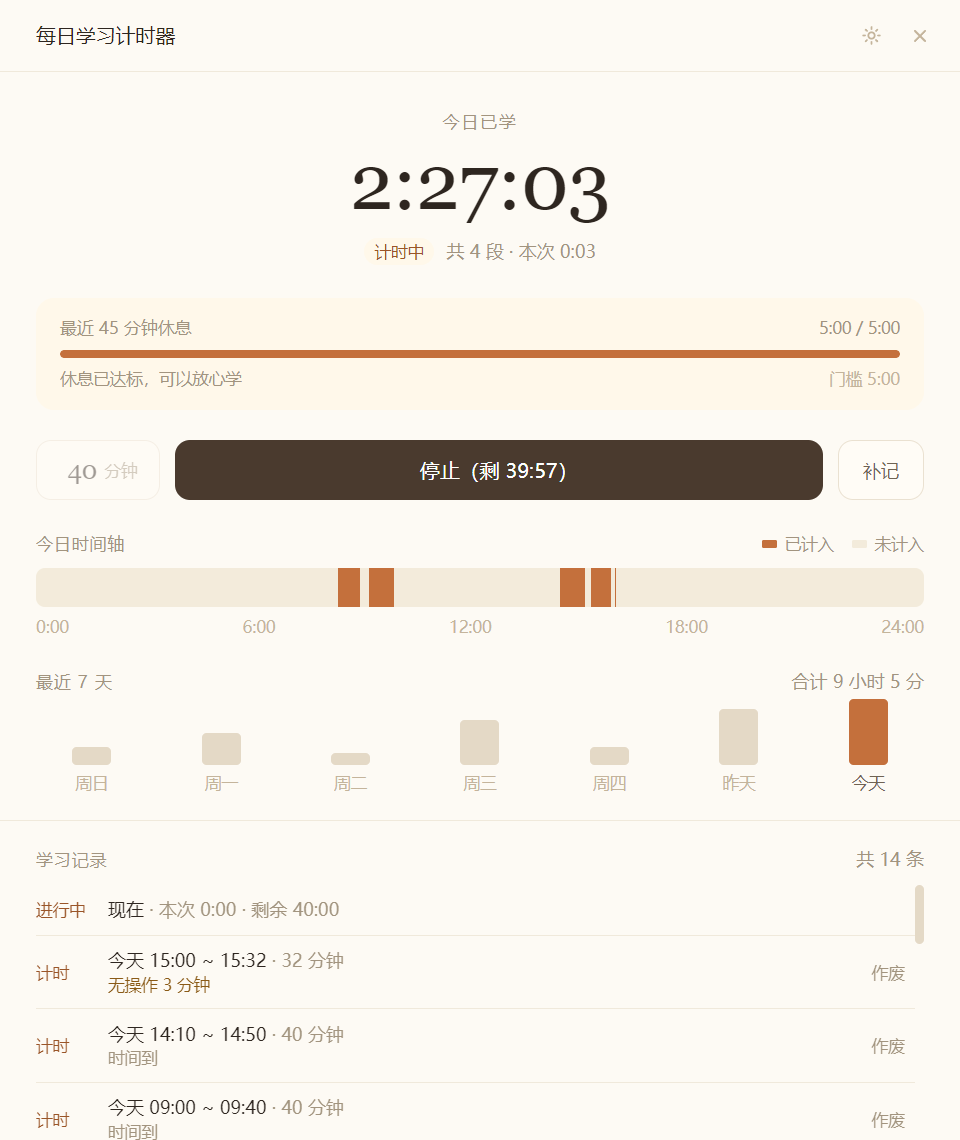 每日学习计时器
今日已学
2:27:03
计时中 共 4 段 · 本次 0:03
最近 45 分钟休息 5:00 / 5:00
休息已达标，可以放心学 门槛 5:00
40 分钟 停止（剩 39:57） 补记
今日时间轴 已计入 未计入
0:00 6:00 12:00 18:00 24:00
最近 7 天 合计 9 小时 5 分
周日 周一 周二 周三 周四 昨天 今天
学习记录 共 14 条
进行中 现在 · 本次 0:00 · 剩余 40:00
计时 今天 15:00 ~ 15:32 · 32 分钟 作废
无操作 3 分钟
计时 今天 14:10 ~ 14:50 · 40 分钟 作废
时间到
计时 今天 09:00 ~ 09:40 · 40 分钟 作废
时间到